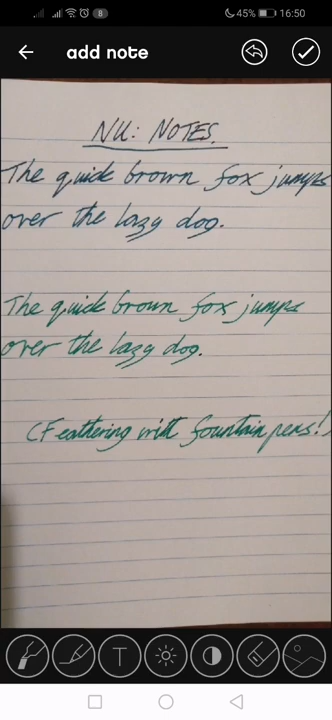 8 45% 16:50
add note
NU: NOTES.
The quick brown fox jumps
over the lazy dog.
The quick brown fox jumps
over the lazy dog.
(Feathering with fountain pens!)
T